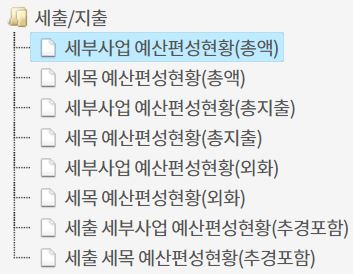 세출/지출
세부사업 예산편성현황(총액)
세목 예산편성현황(총액)
세부사업 예산편성현황(총지출)
세목 예산편성현황(총지출)
세부사업 예산편성현황(외화)
세목 예산편성현황(외화)
세출 세부사업 예산편성현황(추경포함)
세출 세목 예산편성현황(추경포함)